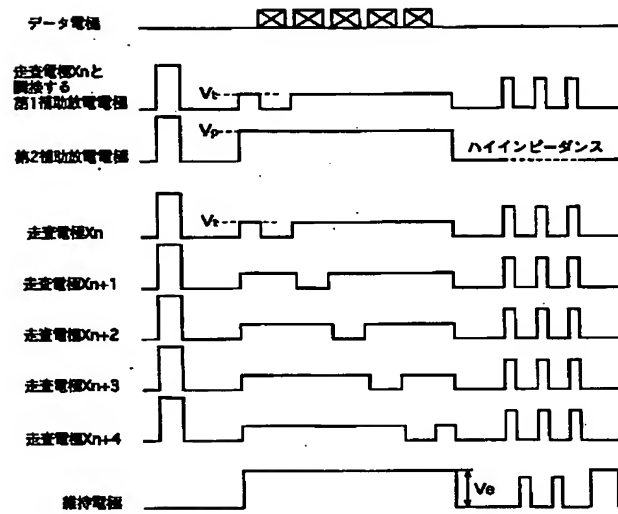 データ電極
走査電極Xnと
隣接する
第1補助放電電極
Vt
第2補助放電電極
Vp
ハイインピーダンス
走査電極Xn
Vt
走査電極Xn+1
走査電極Xn+2
走査電極Xn+3
走査電極Xn+4
維持電極
Ve